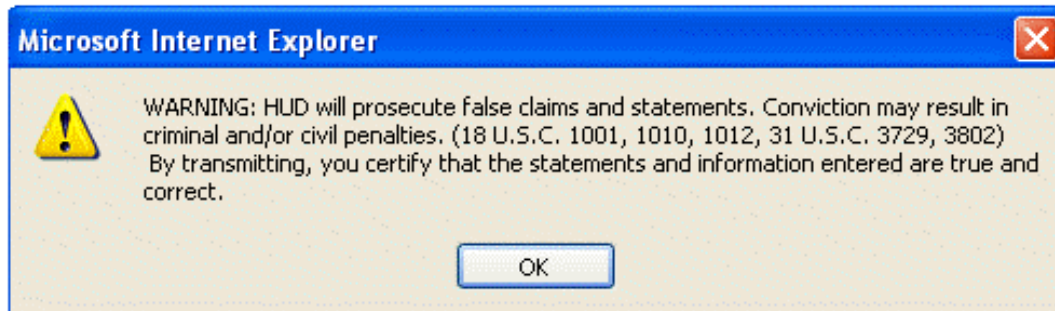 Microsoft Internet Explorer
WARNING: HUD will prosecute false claims and statements. Conviction may result in
criminal and/or civil penalties. (18 U.S.C. 1001, 1010, 1012, 31 U.S.C. 3729, 3802)
By transmitting, you certify that the statements and information entered are true and
correct.
OK